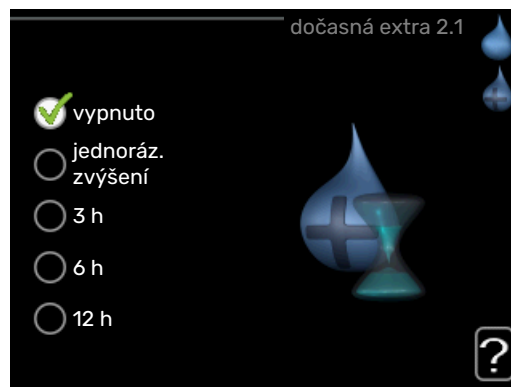 dočasná extra 2.1
vypnuto
jednoráz.
zvýšení
3 h
6 h
12 h
?